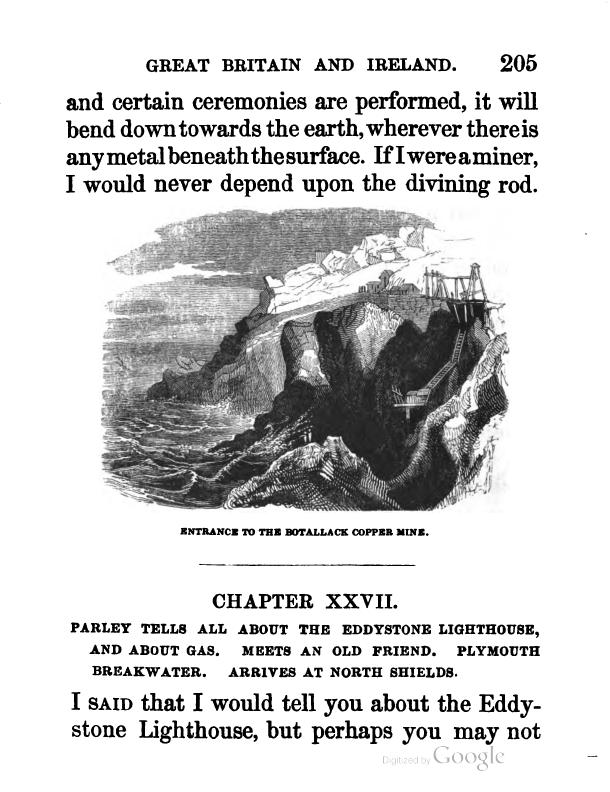 GREAT BRITAIN AND IRELAND. 205
and certain ceremonies are performed, it will
bend down towards the earth, wherever there is
any metal beneath the surface. If I were a miner,
I would never depend upon the divining rod.
ENTRANCE TO THE BOTALLACK COPPER MINE.
CHAPTER XXVII.
PARLEY TELLS ALL ABOUT THE EDDYSTONE LIGHTHOUSE,
AND ABOUT GAS. MEETS AN OLD FRIEND. PLYMOUTH
BREAKWATER. ARRIVES AT NORTH SHIELDS.
I SAID that I would tell you about the Eddy-
stone Lighthouse, but perhaps you may not
Digitized by Google